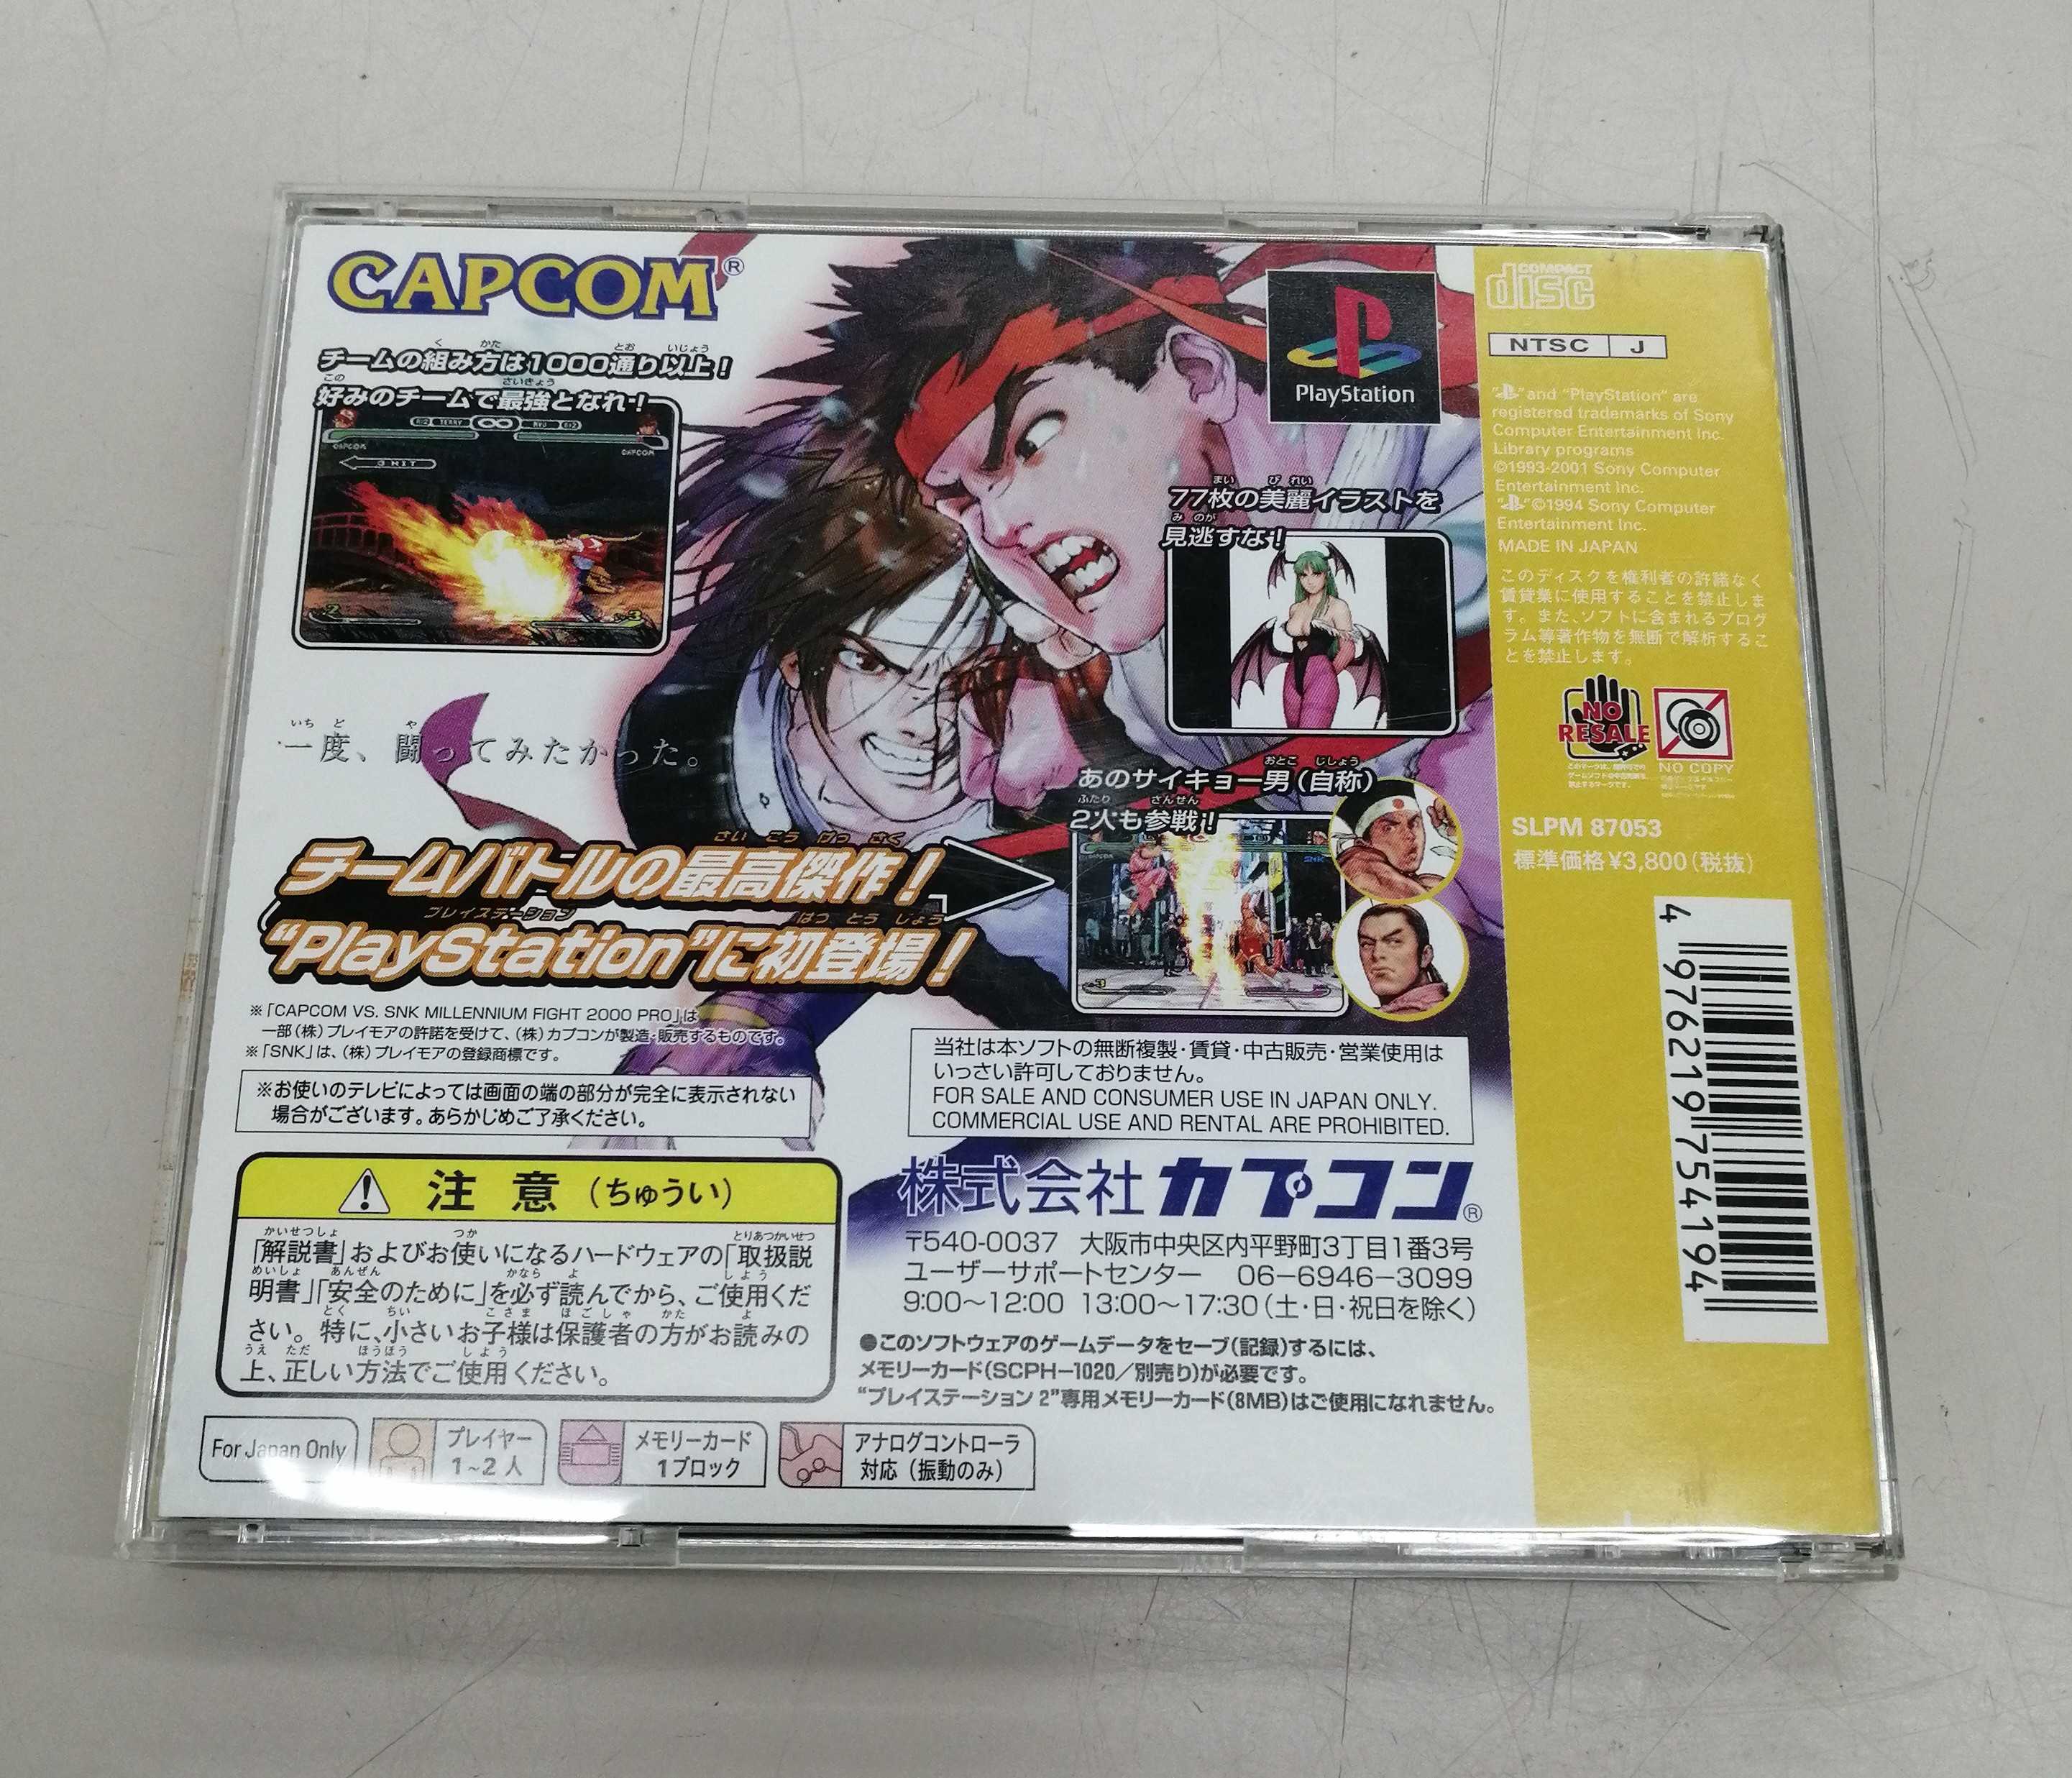 CAPCOM®
チームの組み方は1000通り以上！
好みのチームで最強となれ！
CAPCOM
TERRY
RYU
CAPCOM
3 HIT
2
3
PlayStation
77枚の美麗イラストを
見逃すな！
一度、闘ってみたかった。
あのサイキョー男（自称）
2人も参戦！
チームバトルの最高傑作！
“PlayStation”に初登場！
※「CAPCOM VS. SNK MILLENNIUM FIGHT 2000 PRO」は
一部（株）プレイモアの許諾を受けて、（株）カプコンが製造・販売するものです。
※「SNK」は、（株）プレイモアの登録商標です。
※お使いのテレビによっては画面の端の部分が完全に表示されない
場合がございます。あらかじめご了承ください。
注意（ちゅうい）
「解説書」およびお使いになるハードウェアの「取扱説
明書」「安全のために」を必ず読んでから、ご使用くだ
さい。特に、小さいお子様は保護者の方がお読みの
上、正しい方法でご使用ください。
For Japan Only
プレイヤー
1~2人
メモリーカード
1ブロック
アナログコントローラ
対応（振動のみ）
当社は本ソフトの無断複製・賃貸・中古販売・営業使用は
いっさい許可しておりません。
FOR SALE AND CONSUMER USE IN JAPAN ONLY.
COMMERCIAL USE AND RENTAL ARE PROHIBITED.
株式会社カプコン®
〒540-0037 大阪市中央区内平野町3丁目1番3号
ユーザーサポートセンター 06-6946-3099
9:00～12:00 13:00～17:30（土・日・祝日を除く）
●このソフトウェアのゲームデータをセーブ（記録）するには、
メモリーカード（SCPH-1020／別売り）が必要です。
“プレイステーション 2”専用メモリーカード（8MB）はご使用になれません。
COMPACT
disc
NTSC J
“ ” and “PlayStation” are
registered trademarks of Sony
Computer Entertainment Inc.
Library programs
©1993-2001 Sony Computer
Entertainment Inc.
“ ” ©1994 Sony Computer
Entertainment Inc.
MADE IN JAPAN
このディスクを権利者の許諾なく
賃貸業に使用することを禁止しま
す。また、ソフトに含まれるプログ
ラム等著作物を無断で解析するこ
とを禁止します。
NO
RESALE
NO COPY
SLPM 87053
標準価格￥3,800（税抜）
4 976219 754194